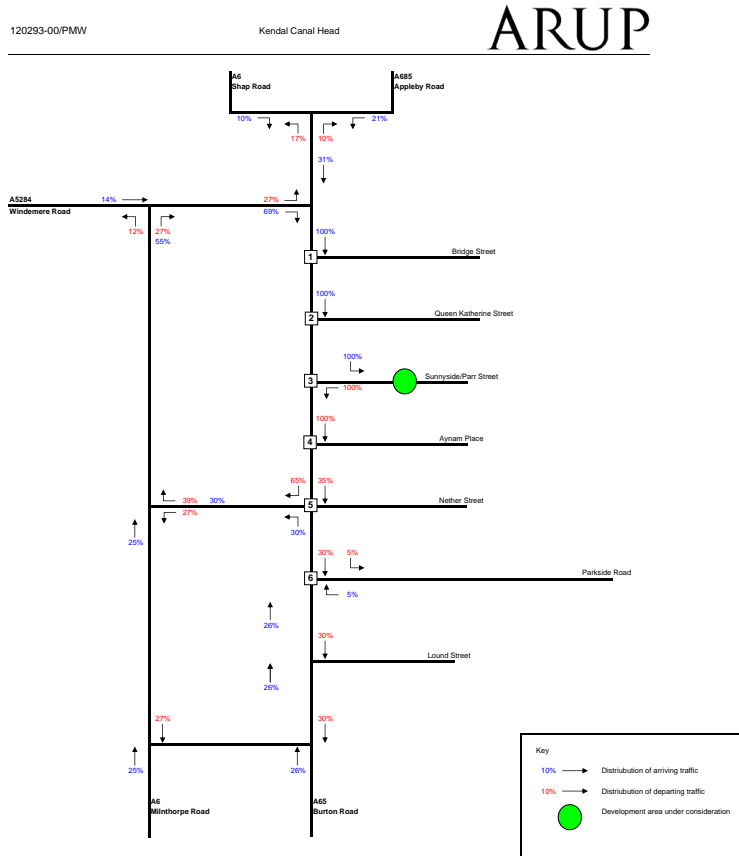 120293-00/PMW
Kendal Canal Head
ARUP
A6
Shap Road
A685
Appleby Road
10%
21%
17%
10%
31%
A5284
14%
27%
Windemere Road
69%
12%
27%
55%
100%
1
Bridge Street
100%
2
Queen Katherine Street
100%
3
Sunnyside/Parr Street
100%
100%
4
Aynam Place
65%
35%
39%
30%
5
Nether Street
27%
30%
25%
30%
5%
6
Parkside Road
5%
26%
30%
Lound Street
26%
27%
30%
25%
26%
A6
Milnthorpe Road
A65
Burton Road
Key
10%
Distriubution of arriving traffic
10%
Distriubution of departing traffic
Development area under consideration